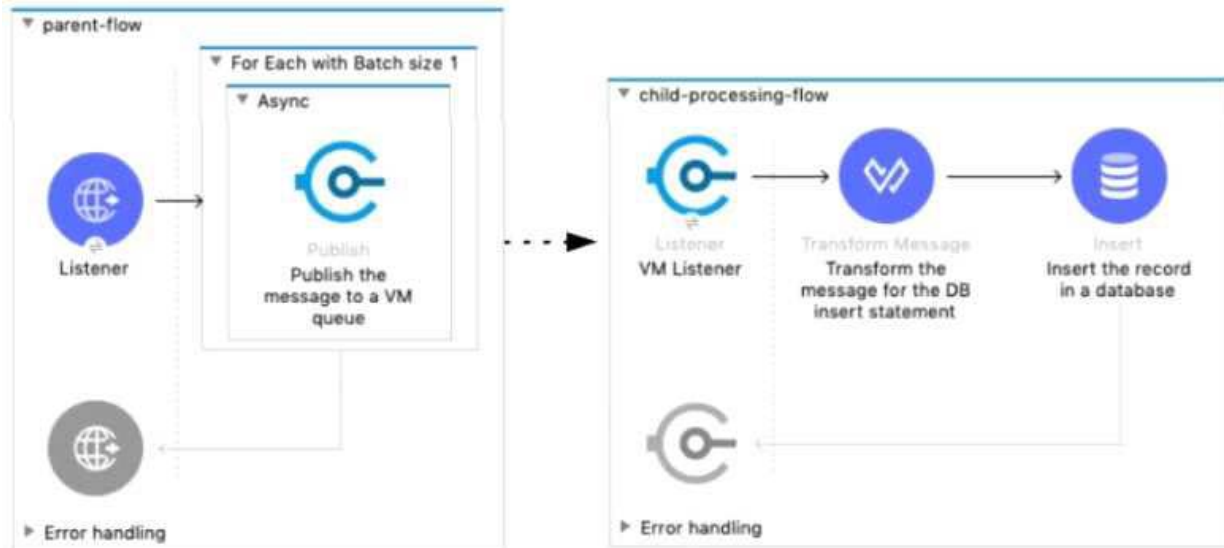 parent-flow
For Each with Batch size 1
Async
Listener
Publish
Publish the
message to a VM
queue
Error handling
child-processing-flow
Listener
VM Listener
Transform Message
Transform the
message for the DB
insert statement
Insert
Insert the record
in a database
Error handling